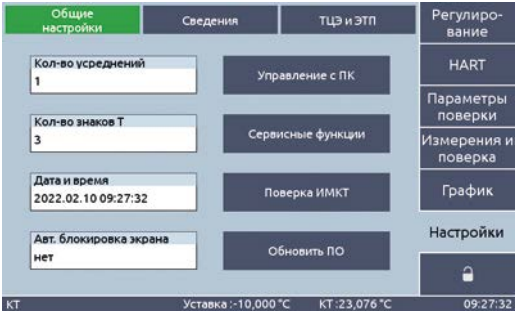 Общие
настройки
Сведения
ТЦЭ и ЭТП
Регулиро-
вание
HART
Параметры
поверки
Измерения и
поверка
График
Настройки
Кол-во усреднений
1
Управление с ПК
Кол-во знаков Т
3
Сервисные функции
Дата и время
2022.02.10 09:27:32
Поверка ИМКТ
Авт. блокировка экрана
нет
Обновить ПО
КТ
Уставка :-10,000 °C
КТ :23,076 °C
09:27:32